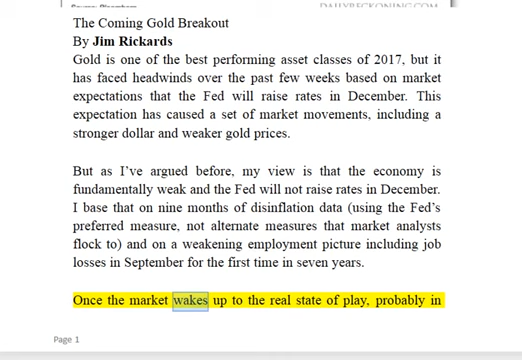 DAILYRECKONING.COM
The Coming Gold Breakout
By Jim Rickards
Gold is one of the best performing asset classes of 2017, but it
has faced headwinds over the past few weeks based on market
expectations that the Fed will raise rates in December. This
expectation has caused a set of market movements, including a
stronger dollar and weaker gold prices.
But as I've argued before, my view is that the economy is
fundamentally weak and the Fed will not raise rates in December.
I base that on nine months of disinflation data (using the Fed's
preferred measure, not alternate measures that market analysts
flock to) and on a weakening employment picture including job
losses in September for the first time in seven years.
Once the market wakes up to the real state of play, probably in
Page 1